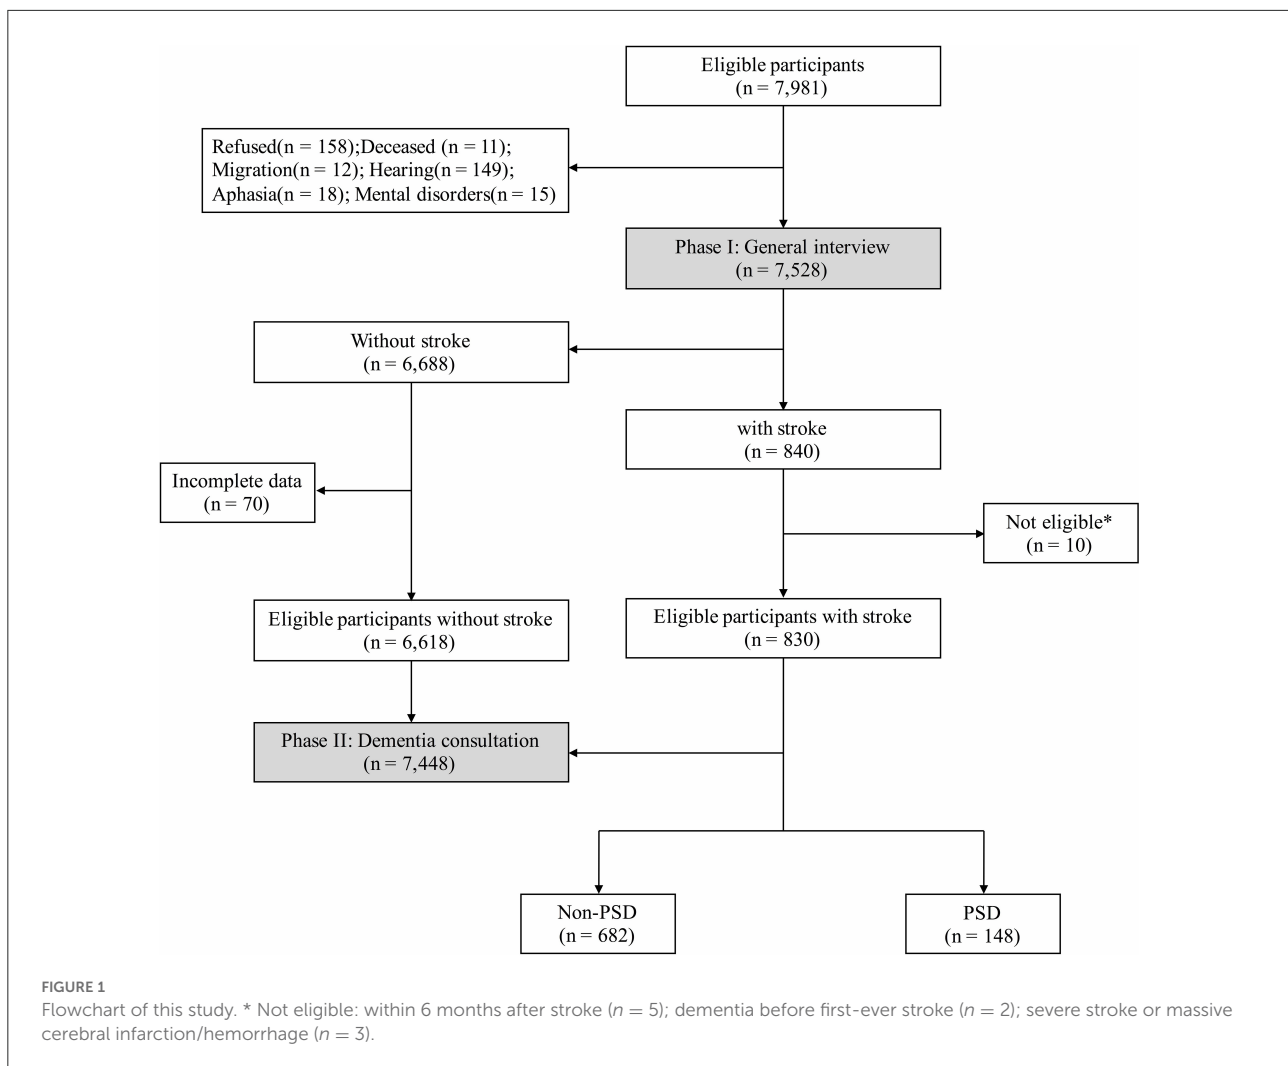 Eligible participants
(n = 7,981)
Refused(n = 158);Deceased (n = 11);
Migration(n = 12); Hearing(n = 149);
Aphasia(n = 18); Mental disorders(n = 15)
Phase I: General interview
(n = 7,528)
Without stroke
(n = 6,688)
with stroke
(n = 840)
Incomplete data
(n = 70)
Not eligible*
(n = 10)
Eligible participants without stroke
(n = 6,618)
Eligible participants with stroke
(n = 830)
Phase II: Dementia consultation
(n = 7,448)
Non-PSD
(n = 682)
PSD
(n = 148)
FIGURE 1
Flowchart of this study. * Not eligible: within 6 months after stroke (n = 5); dementia before first-ever stroke (n = 2); severe stroke or massive
cerebral infarction/hemorrhage (n = 3).